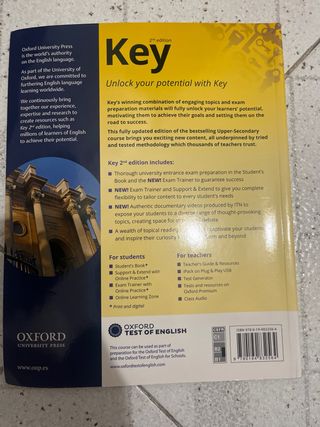 Oxford University Press
is the world's authority
on the English language.
As part of the University of
Oxford, we are committed to
furthering English language
learning worldwide.
We continuously bring
together our experience,
expertise and research to
create resources such as
Key 2nd edition, helping
millions of learners of English
to achieve their potential.
OXFORD
UNIVERSITY PRESS
www.oup.es
2nd edition
Key
Unlock your potential with Key
Key's winning combination of engaging topics and exam
preparation materials will fully unlock your learners' potential,
motivating them to achieve their goals and setting them on the
road to success.
This fully updated edition of the bestselling Upper-Secondary
course brings you exciting new content, all underpinned by tried
and tested methodology which thousands of teachers trust.
Key 2nd edition includes:
• Thorough university entrance exam preparation in the Student's
Book and the NEW! Exam Trainer to guarantee success
• NEW! Exam Trainer and Support & Extend to give you complete
flexibility to tailor content to every student's needs
• NEW! Authentic documentary videos produced by ITN to
expose your students to a diverse range of thought-provoking
topics, creating space for debate
• A wealth of topical reading captivate your students
and inspire their curiosity and beyond
For students
• Student's Book*
• Support & Extend with
Online Practice*
• Exam Trainer with
Online Practice*
• Online Learning Zone
* Print and digital
For teachers
• Teacher's Guide & Resources
• iPack on Plug & Play USB
• Test Generator
• Tests and resources on
Oxford Premium
• Class Audio
OXFORD
TEST OF ENGLISH
This course can be used as part of
preparation for the Oxford Test of English
and the Oxford Test of English for Schools.
oxfordtestofenglish.com
CEFR
C1
B2
B1